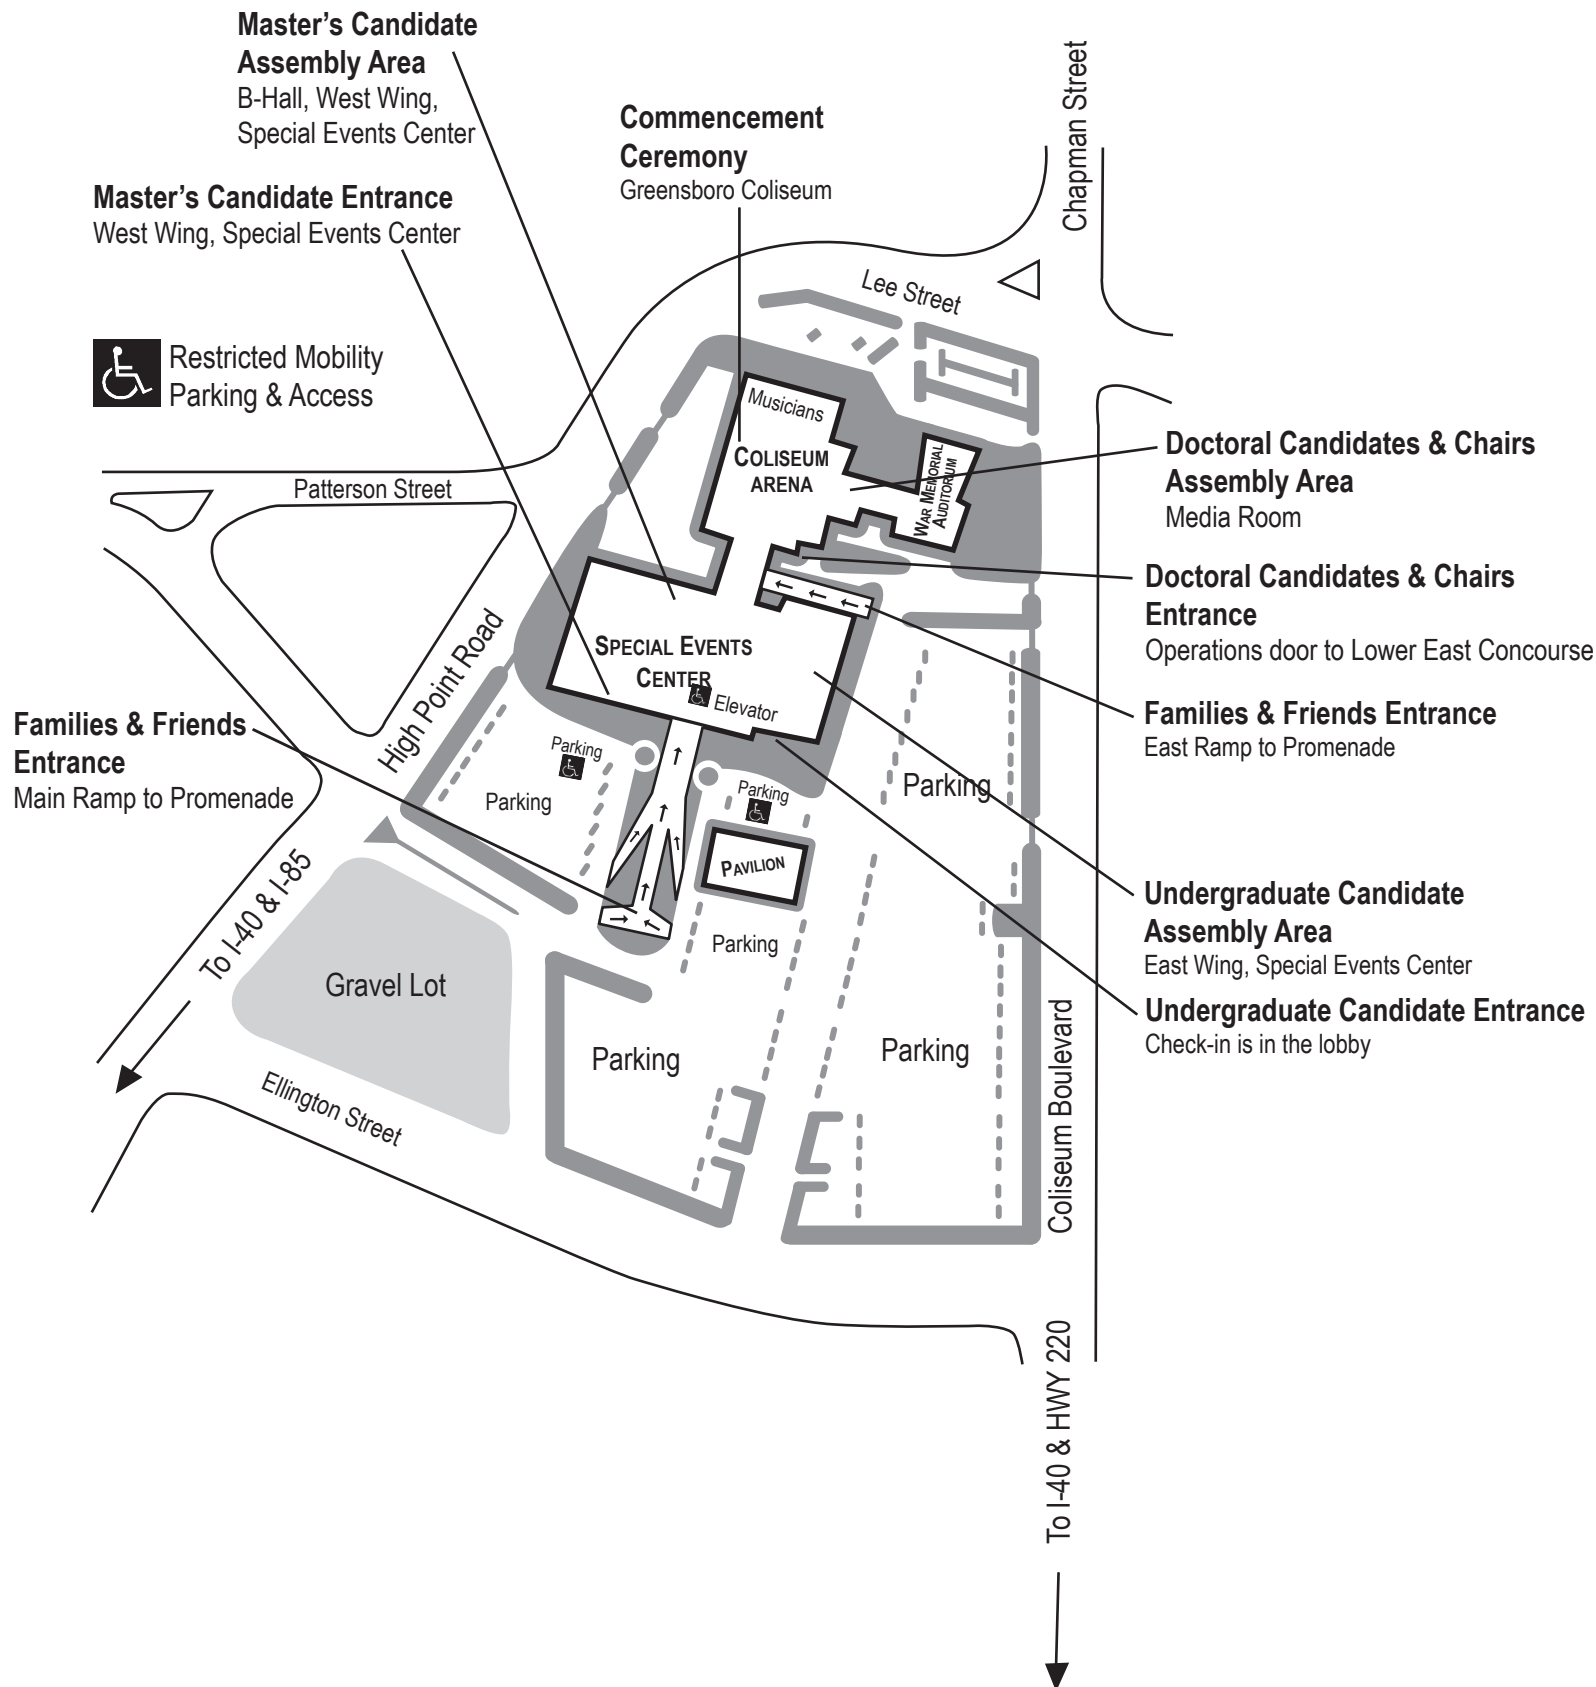 Master's Candidate
Assembly Area
B-Hall, West Wing,
Special Events Center
Commencement
Ceremony
Greensboro Coliseum
Chapman Street
Master's Candidate Entrance
West Wing, Special Events Center
Lee Street
Restricted Mobility
Parking & Access
Musicians
COLISEUM
ARENA
WAR MEMORIAL
AUDITORIUM
Doctoral Candidates & Chairs
Assembly Area
Media Room
Patterson Street
Doctoral Candidates & Chairs
Entrance
Operations door to Lower East Concourse
High Point Road
SPECIAL EVENTS
CENTER
Elevator
Families & Friends Entrance
East Ramp to Promenade
Families & Friends
Entrance
Main Ramp to Promenade
Parking
Parking
Parking
Parking
PAVILION
To I-40 & I-85
Undergraduate Candidate
Assembly Area
East Wing, Special Events Center
Parking
Gravel Lot
Undergraduate Candidate Entrance
Check-in is in the lobby
Parking
Parking
Coliseum Boulevard
Ellington Street
To I-40 & HWY 220